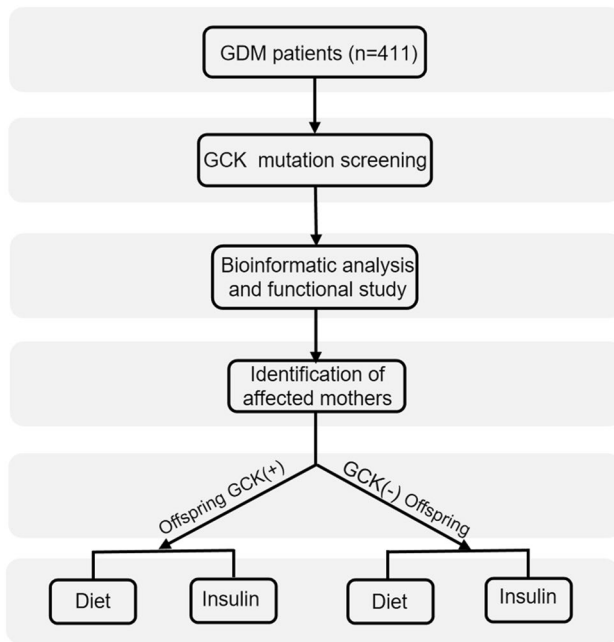 GDM patients (n=411)
GCK mutation screening
Bioinformatic analysis
and functional study
Identification of
affected mothers
Offspring GCK(+)
GCK(-) Offspring
Diet
Insulin
Diet
Insulin